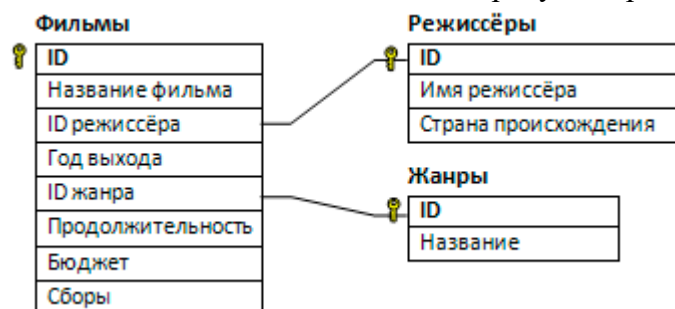 Фильмы
ID
Название фильма
ID режиссёра
Год выхода
ID жанра
Продолжительность
Бюджет
Сборы
Режиссёры
ID
Имя режиссёра
Страна происхождения
Жанры
ID
Название